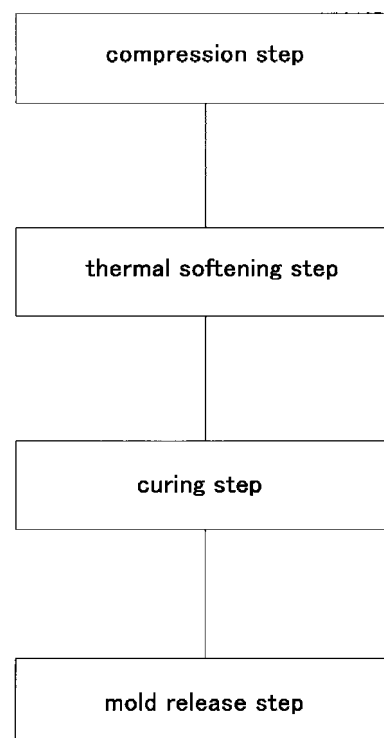 compression step
thermal softening step
curing step
mold release step